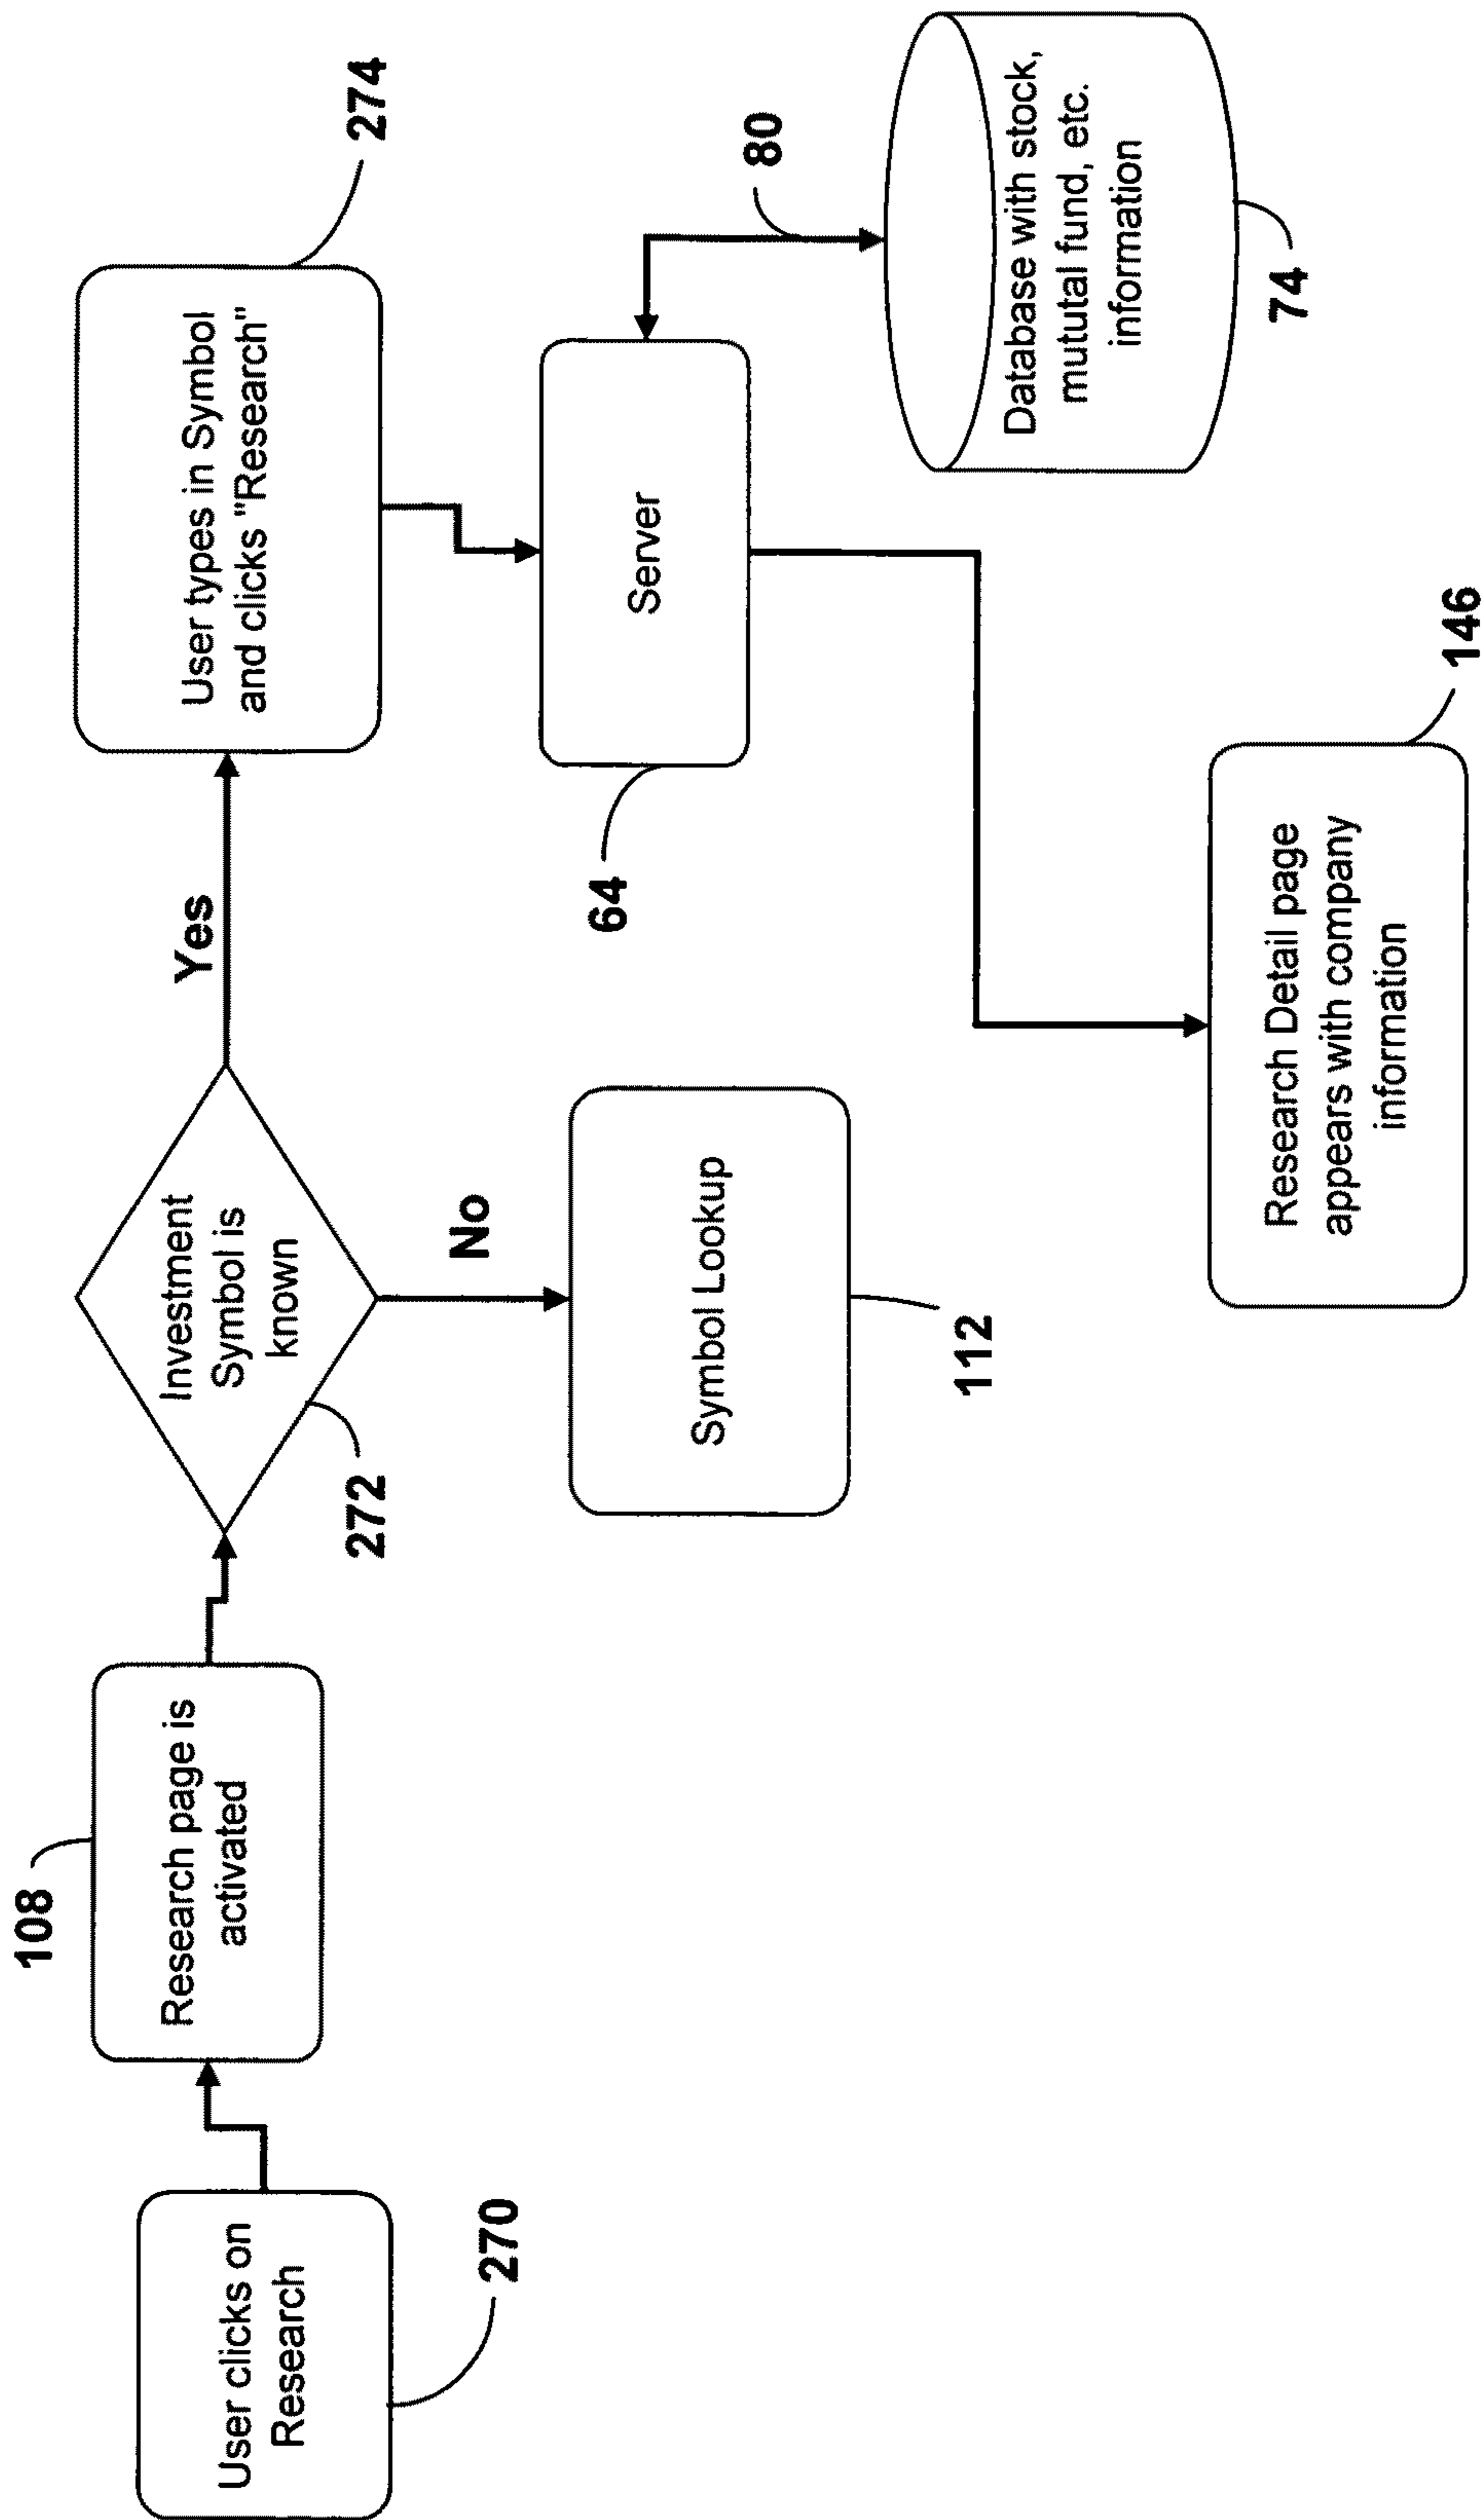 User clicks on
Research
270
108
Research page is
activated
Investment
Symbol is
known
272
Yes
No
Symbol Lookup
112
User types in Symbol
and clicks "Research"
274
Server
64
80
Database with stock,
mututal fund, etc.
information
74
Research Detail page
appears with company
information
146